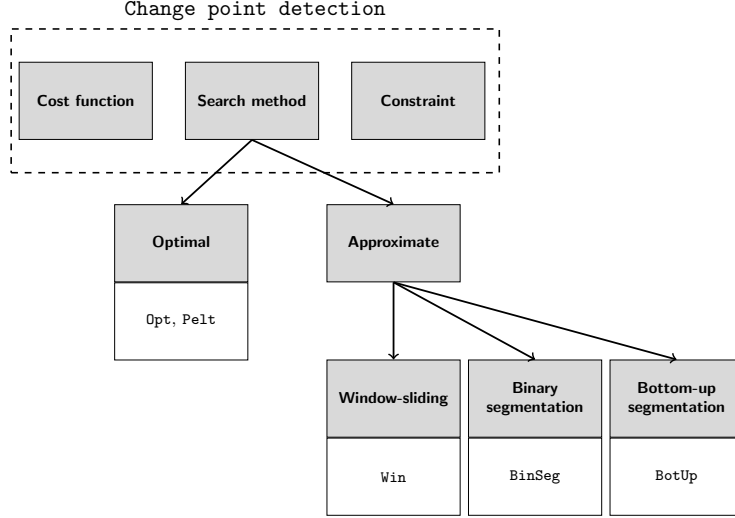 Change point detection
Cost function
Search method
Constraint
Optimal
Approximate
Opt, Pelt
Window-sliding
Binary
segmentation
Bottom-up
segmentation
Win
BinSeg
BotUp